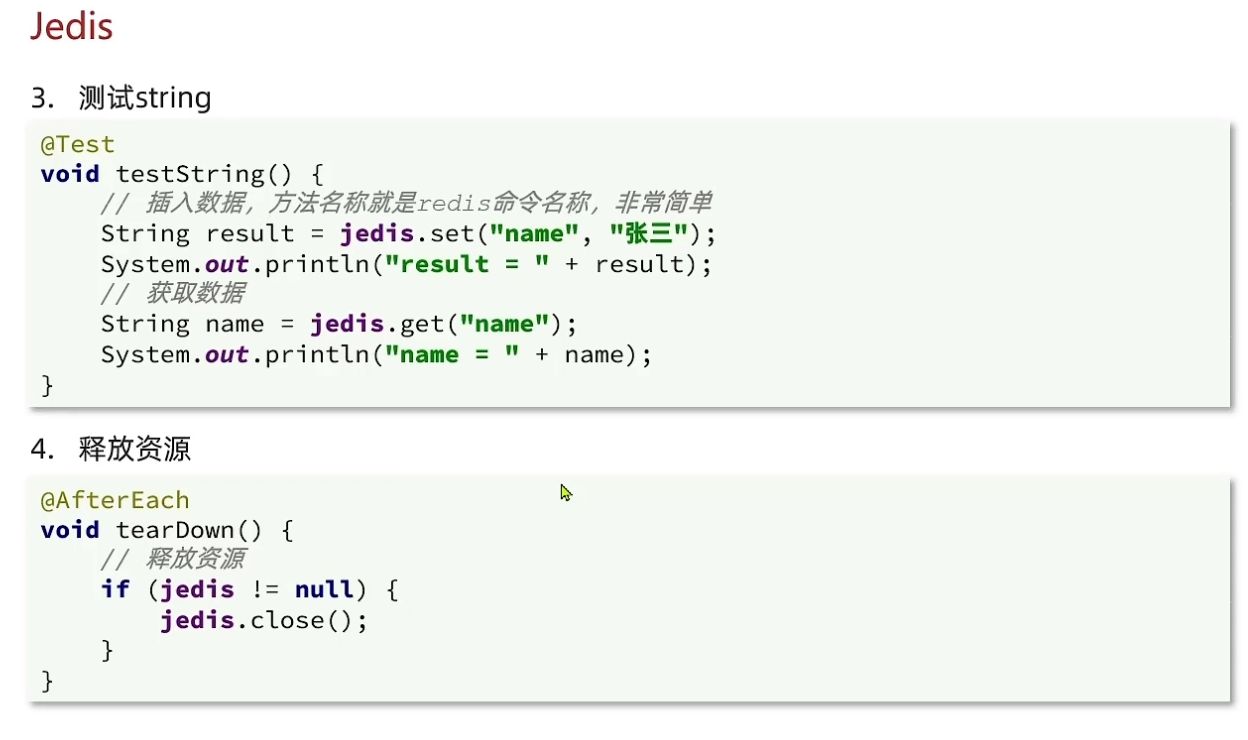 Jedis
3. 测试string
@Test
void testString() {
    // 插入数据，方法名称就是redis命令名称，非常简单
    String result = jedis.set("name", "张三");
    System.out.println("result = " + result);
    // 获取数据
    String name = jedis.get("name");
    System.out.println("name = " + name);
}
4. 释放资源
@AfterEach
void tearDown() {
    // 释放资源
    if (jedis != null) {
        jedis.close();
    }
}